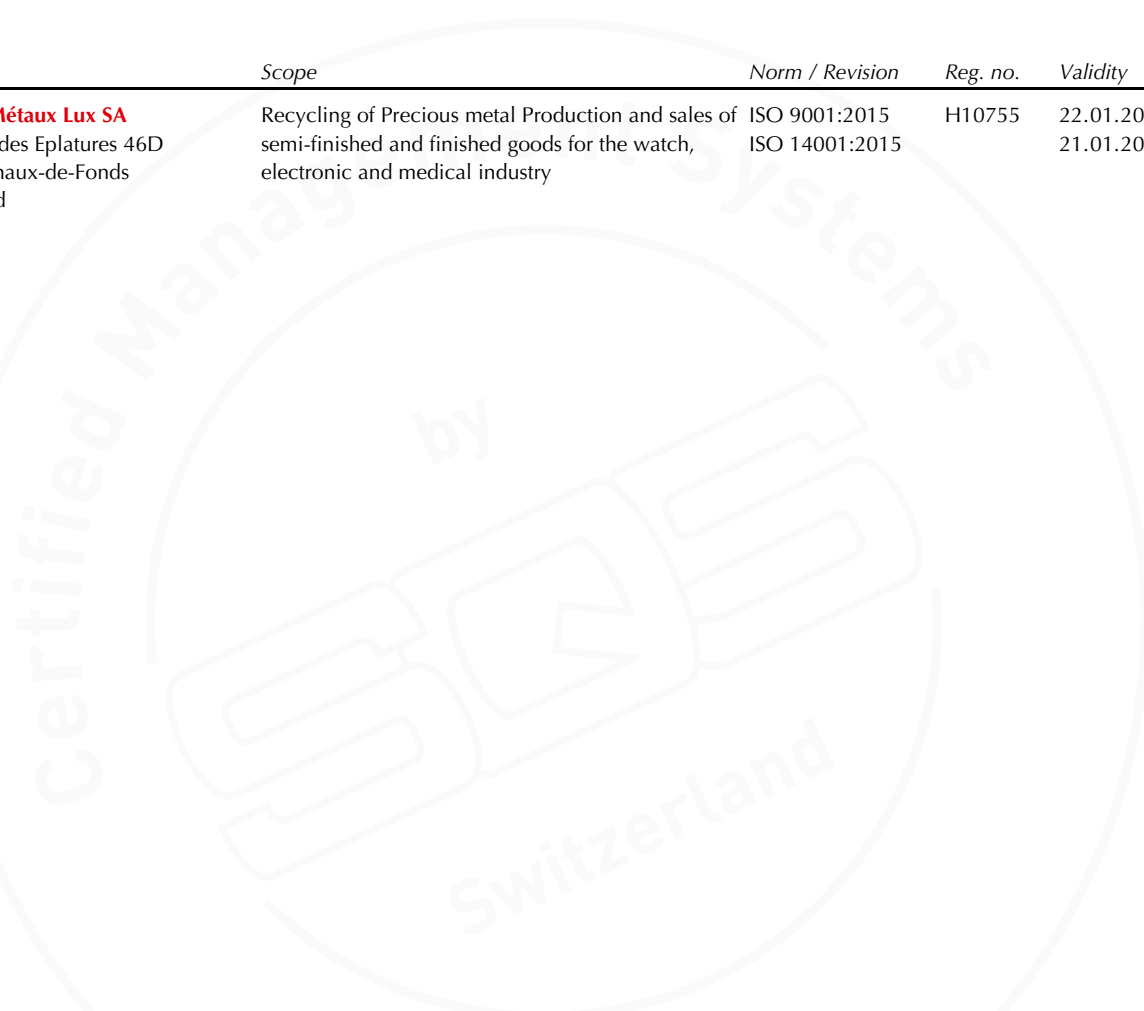 Scope Norm / Revision Reg. no. Validity
Métaux Lux SA Recycling of Precious metal Production and sales of ISO 9001:2015 H10755 22.01.20
des Eplatures 46D semi-finished and finished goods for the watch, ISO 14001:2015 21.01.20
naux-de-Fonds electronic and medical industry
d
Certified Management Systems
by
SQS
Switzerland